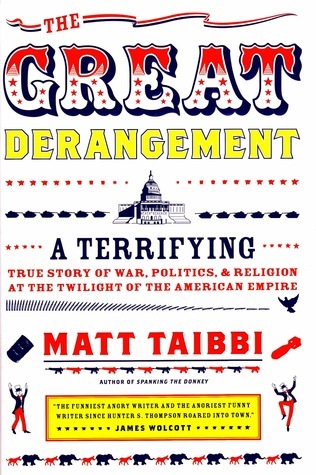 THE
GREAT
DERANGEMENT
A TERRIFYING
TRUE STORY OF WAR, POLITICS, & RELIGION
AT THE TWILIGHT OF THE AMERICAN EMPIRE
MATT TAIBBI
AUTHOR OF SPANKING THE DONKEY
"THE FUNNIEST ANGRY WRITER AND THE ANGRIEST FUNNY
WRITER SINCE HUNTER S. THOMPSON ROARED INTO TOWN."
JAMES WOLCOTT